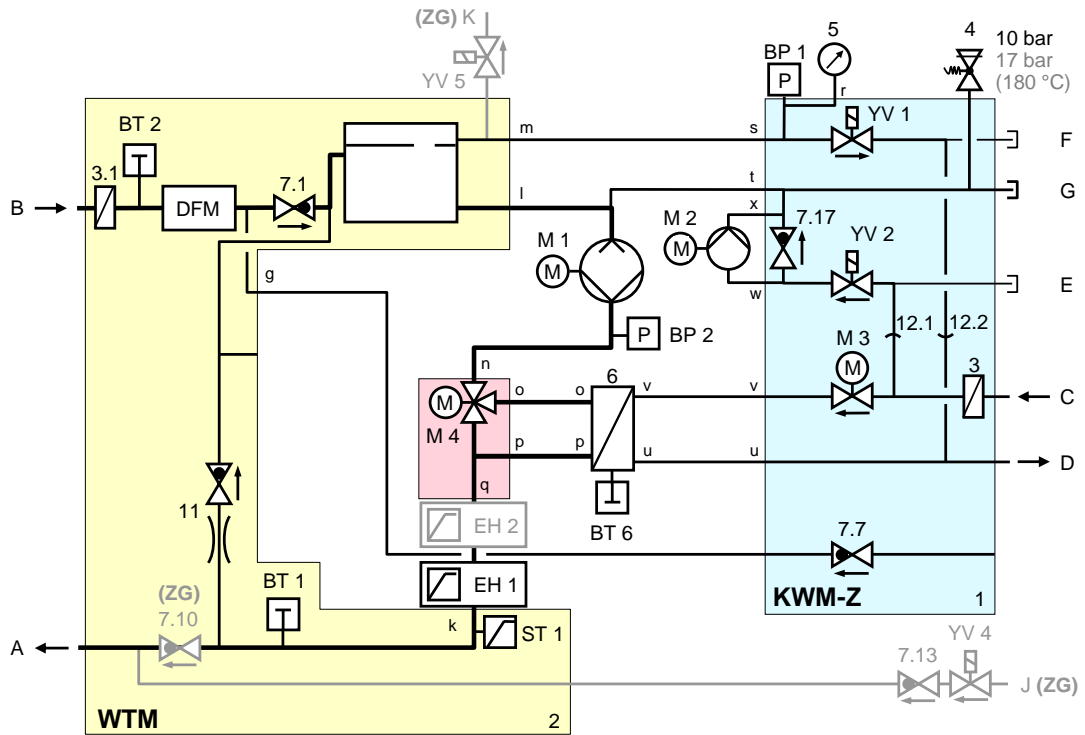 (ZG) K
YV 5
BP 1
P
5
4
10 bar
17 bar
(180 °C)
r
BT 2
T
m
s
YV 1
F
3.1
7.1
t
G
B
DFM
l
x
M 2
M
7.17
YV 2
M 1
M
g
w
E
12.1
12.2
P
BP 2
M 3
M
n
6
3
M
o
o
v
v
C
M 4
p
p
u
u
D
q
11
EH 2
T
BT 6
7.7
BT 1
T
EH 1
KWM-Z
1
(ZG)
7.10
k
ST 1
YV 4
A
7.13
J (ZG)
WTM
2